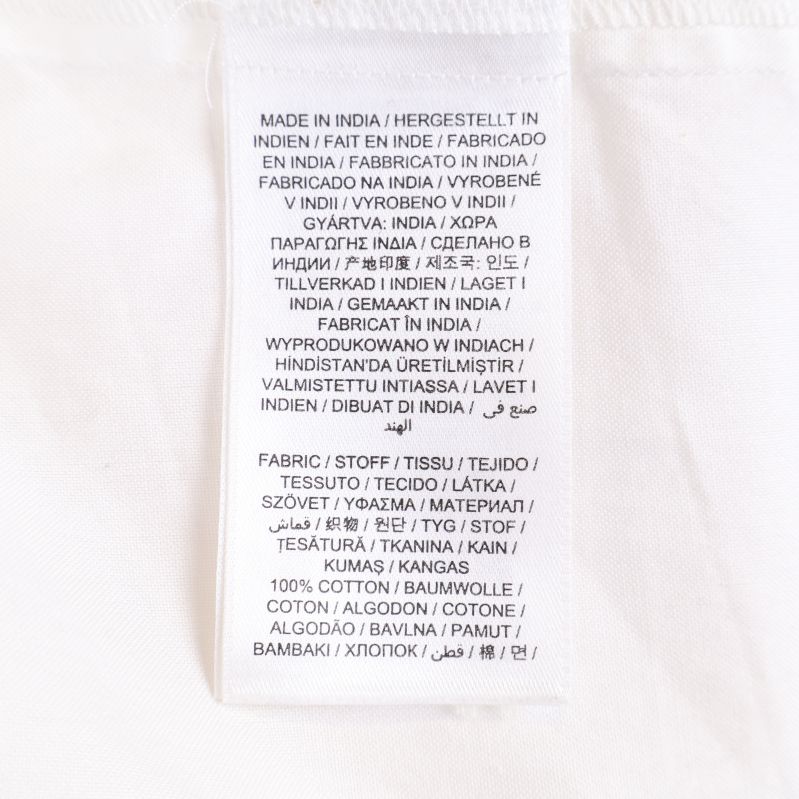 MADE IN INDIA / HERGESTELLT IN
INDIEN / FAIT EN INDE / FABRICADO
EN INDIA / FABBRICATO IN INDIA /
FABRICADO NA INDIA / VYROBENÉ
V INDII / VYROBENO V INDII /
GYÁRTVA: INDIA / ΧΩΡΑ
ΠΑΡΑΓΩΓΗΣ ΙΝΔΙΑ / СДЕЛАНО В
ИНДИИ / 产地印度 / 제조국: 인도 /
TILLVERKAD I INDIEN / LAGET I
INDIA / GEMAAKT IN INDIA /
FABRICAT ÎN INDIA /
WYPRODUKOWANO W INDIACH /
HİNDİSTAN'DA ÜRETİLMİŞTİR /
VALMISTETTU INTIASSA / LAVET I
INDIEN / DIBUAT DI INDIA / صنع في
الهند
FABRIC / STOFF / TISSU / TEJIDO /
TESSUTO / TECIDO / LÁTKA /
SZÖVET / ΥΦΑΣΜΑ / МАТЕРИАЛ /
قماش / 织物 / 원단 / TYG / STOF /
ȚESĂTURĂ / TKANINA / KAIN /
KUMAŞ / KANGAS
100% COTTON / BAUMWOLLE /
COTON / ALGODON / COTONE /
ALGODÃO / BAVLNA / PAMUT /
ΒΑΜΒΑΚΙ / ХЛОПОК / قطن / 棉 / 면 /